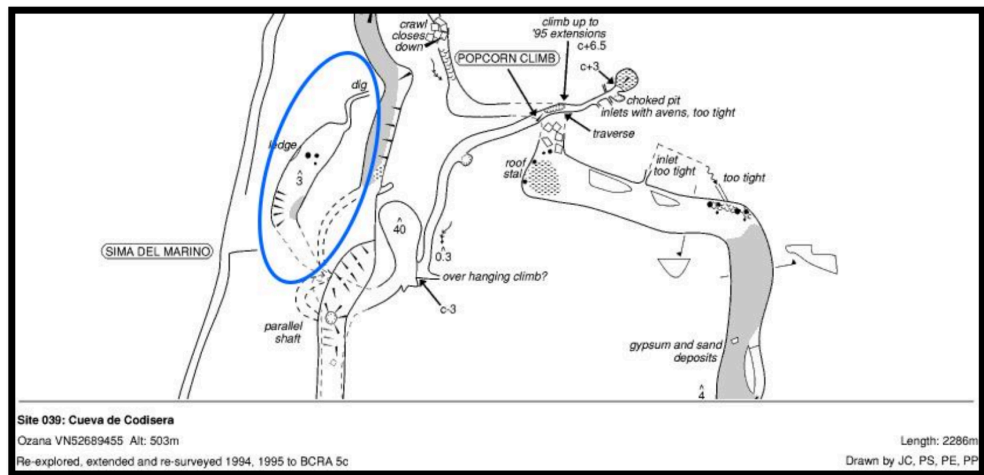 crawl
closes
down
climb up to
'95 extensions
c+6.5
POPCORN CLIMB
c+3
choked pit
inlets with avens, too tight
traverse
dig
ledge
3
roof
stal
inlet
too tight
too tight
40
SIMA DEL MARINO
0.3
over hanging climb?
c-3
parallel
shaft
gypsum and sand
deposits
4
Site 039: Cueva de Codisera
Ozana VN52689455 Alt: 503m
Length: 2286m
Re-explored, extended and re-surveyed 1994, 1995 to BCRA 5c
Drawn by JC, PS, PE, PP